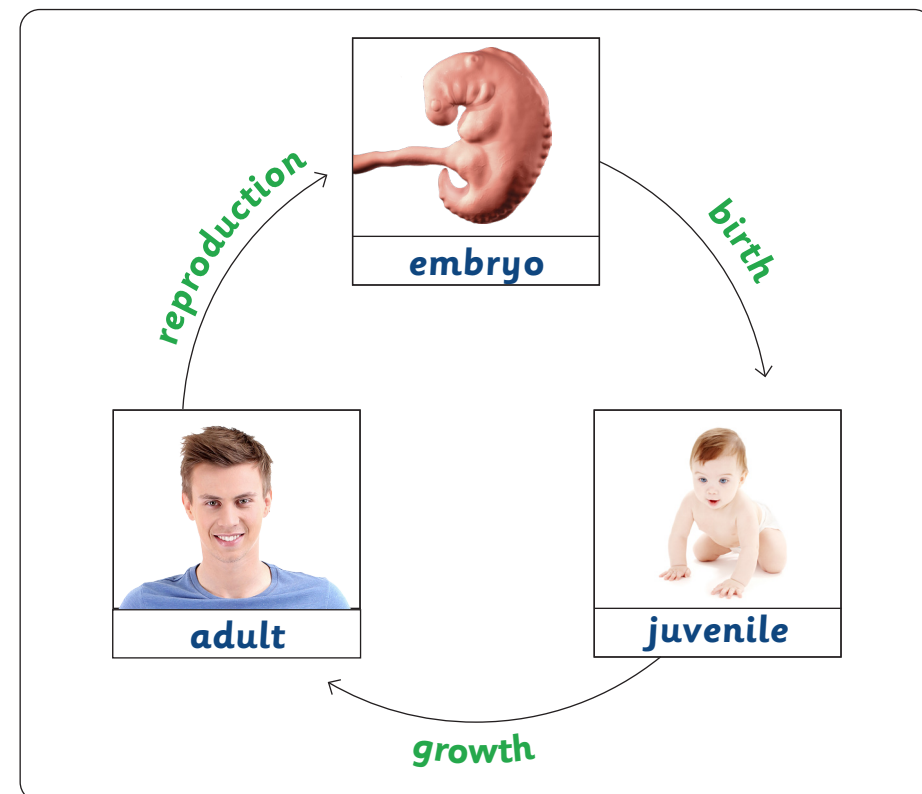 reproduction
embryo
birth
adult
juvenile
growth